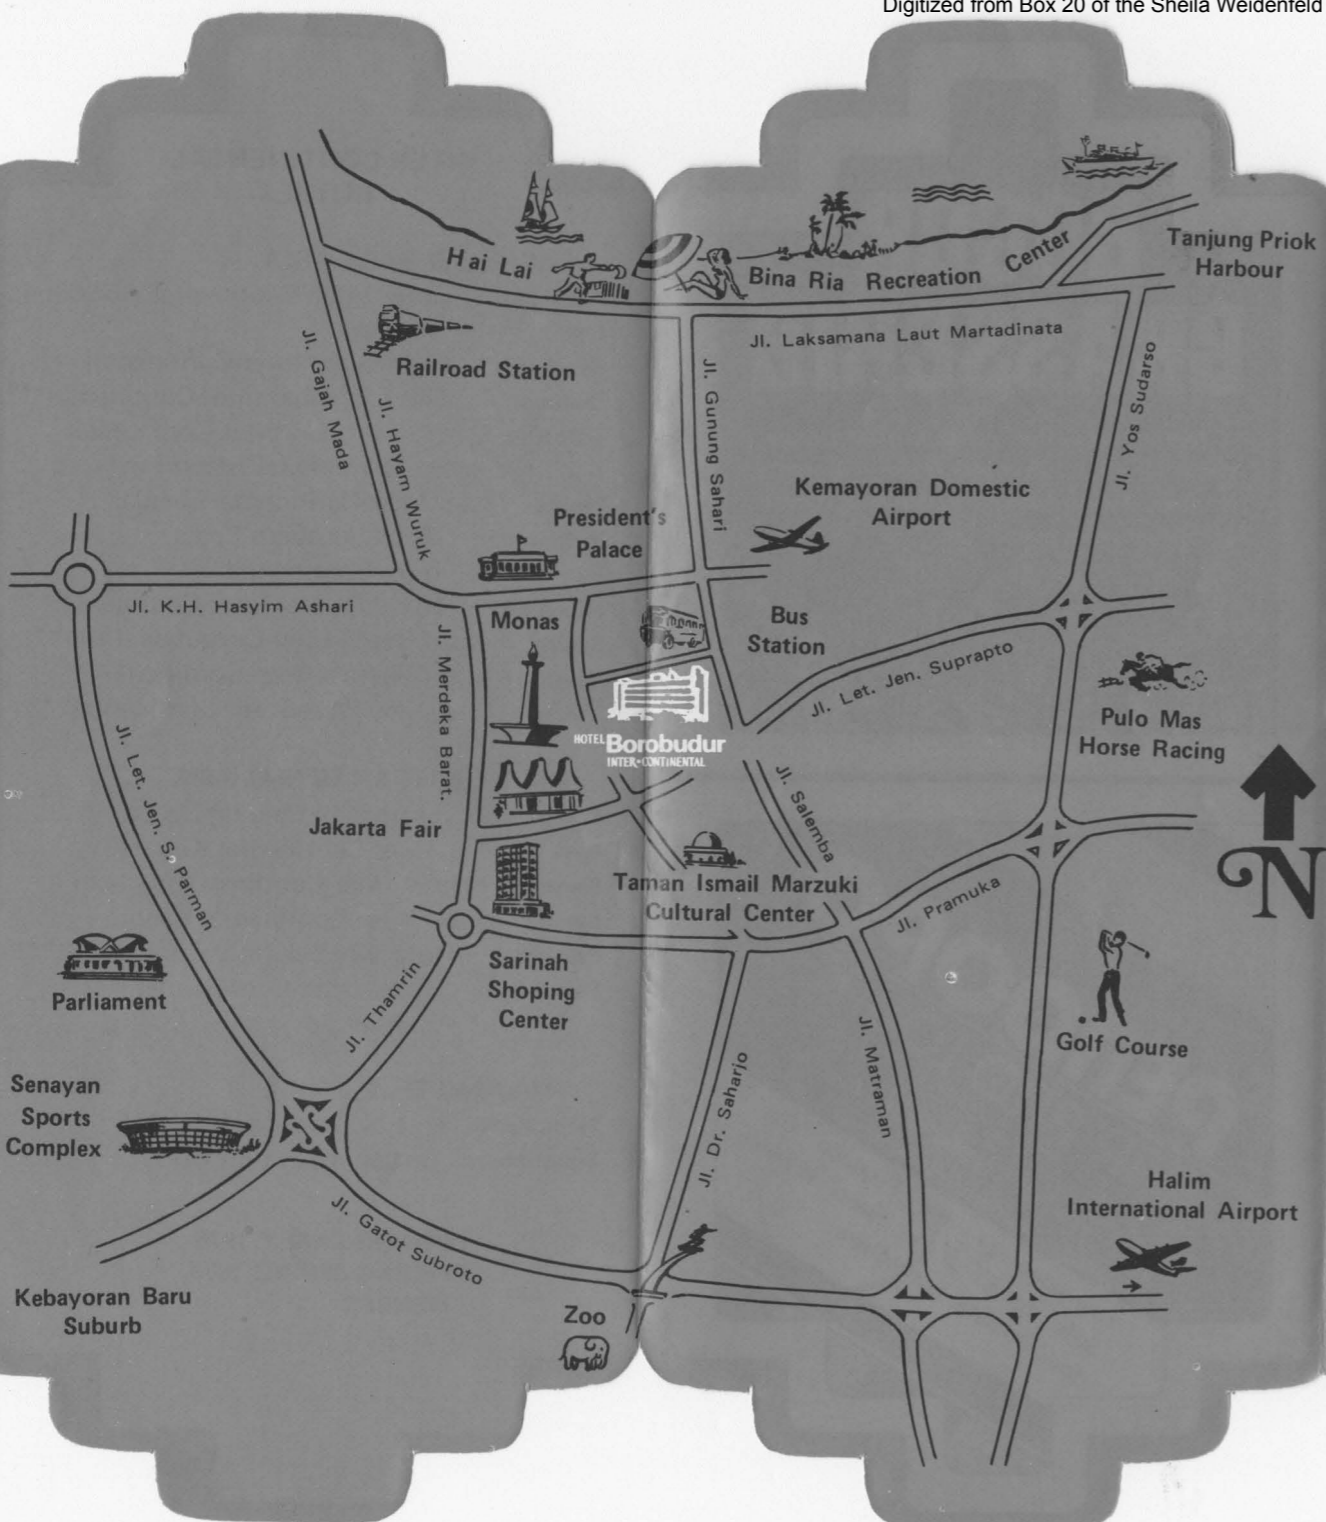 Digitized from Box 20 of the Sheila Weidenfeld
Hai Lai
Bina Ria Recreation Center
Tanjung Priok
Harbour
Railroad Station
Jl. Laksamana Laut Martadinata
Jl. Gajah Mada
Jl. Hayam Wuruk
Jl. Gunung Sahari
Jl. Yos Sudarso
Kemayoran Domestic
Airport
President's
Palace
Jl. K.H. Hasyim Ashari
Monas
Bus
Station
Jl. Merdeka Barat.
Jl. Let. Jen. Suprapto
Pulo Mas
Horse Racing
HOTEL Borobudur
INTER•CONTINENTAL
Jl. Let. Jen. S. Parman
Jakarta Fair
Jl. Salemba
N
Taman Ismail Marzuki
Cultural Center
Jl. Pramuka
Parliament
Jl. Thamrin
Sarinah
Shoping
Center
Golf Course
Jl. Matraman
Jl. Dr. Saharjo
Senayan
Sports
Complex
Jl. Gatot Subroto
Halim
International Airport
Kebayoran Baru
Suburb
Zoo